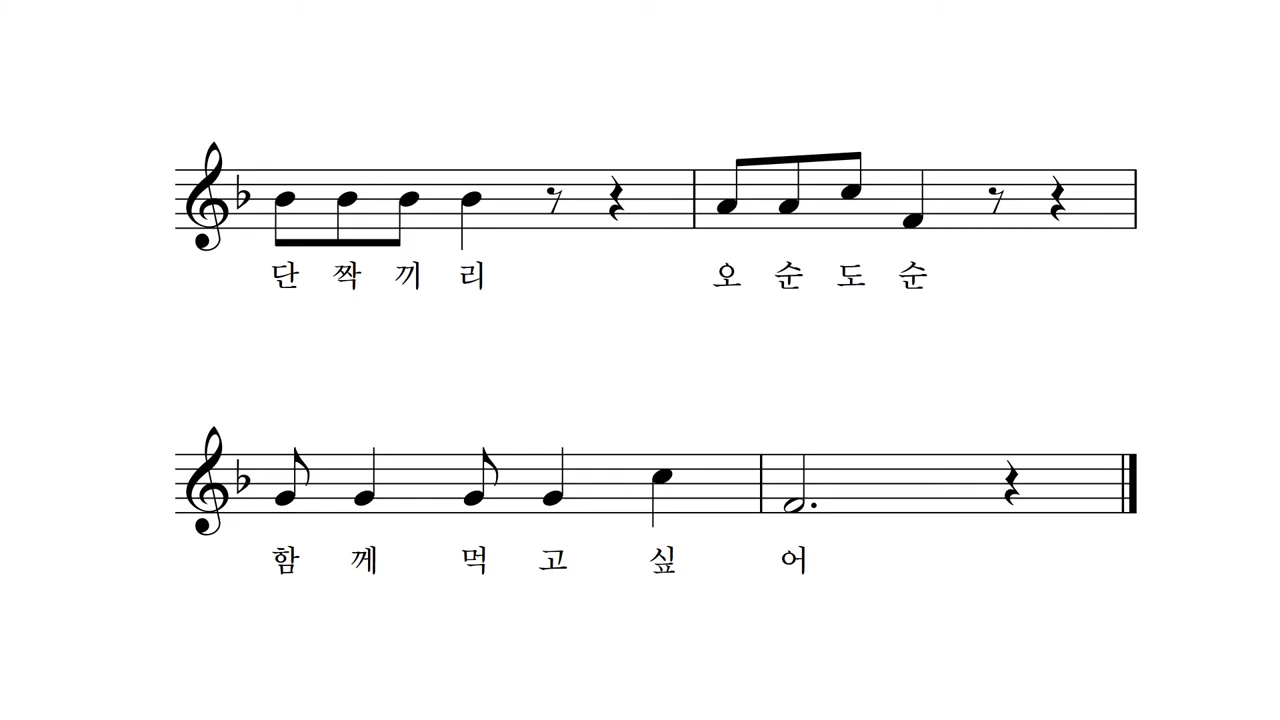 단 짝 끼 리 오 순 도 순
함 께 먹 고 싶 어